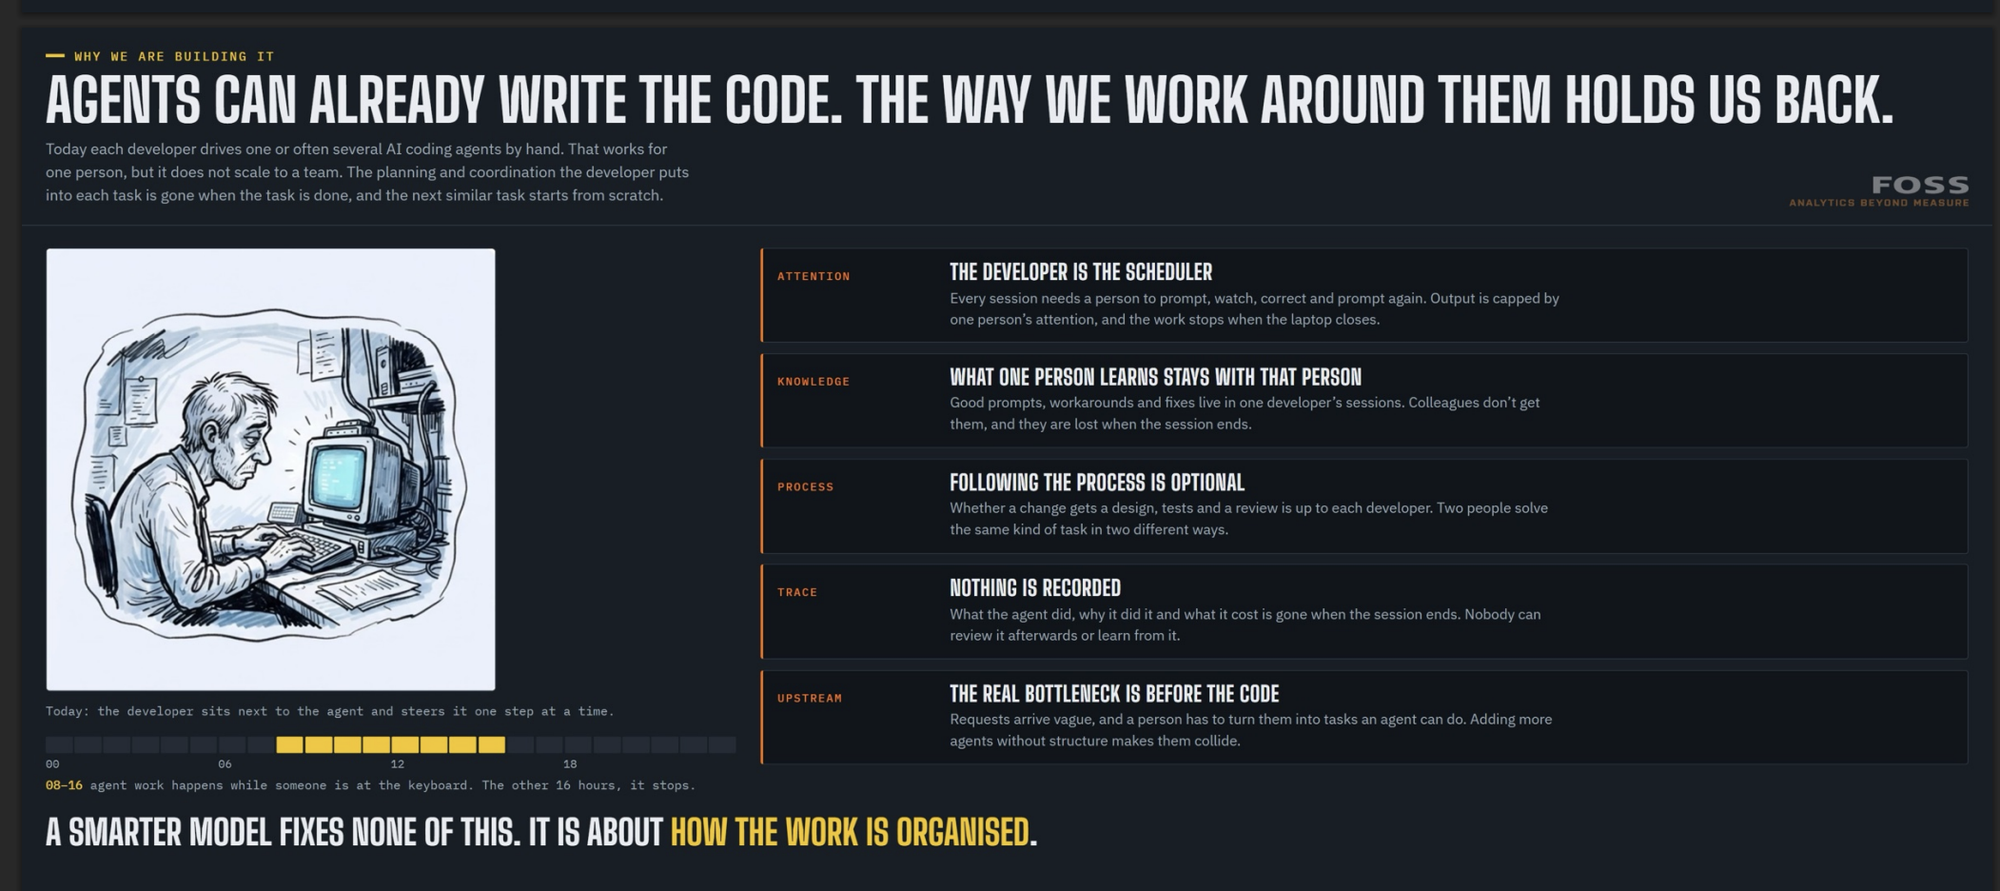 WHY WE ARE BUILDING IT
AGENTS CAN ALREADY WRITE THE CODE. THE WAY WE WORK AROUND THEM HOLDS US BACK.
Today each developer drives one or often several AI coding agents by hand. That works for
one person, but it does not scale to a team. The planning and coordination the developer puts
into each task is gone when the task is done, and the next similar task starts from scratch.
FOSS
ANALYTICS BEYOND MEASURE
Today: the developer sits next to the agent and steers it one step at a time.
00 06 12 18
08–16 agent work happens while someone is at the keyboard. The other 16 hours, it stops.
ATTENTION
THE DEVELOPER IS THE SCHEDULER
Every session needs a person to prompt, watch, correct and prompt again. Output is capped by
one person’s attention, and the work stops when the laptop closes.
KNOWLEDGE
WHAT ONE PERSON LEARNS STAYS WITH THAT PERSON
Good prompts, workarounds and fixes live in one developer’s sessions. Colleagues don’t get
them, and they are lost when the session ends.
PROCESS
FOLLOWING THE PROCESS IS OPTIONAL
Whether a change gets a design, tests and a review is up to each developer. Two people solve
the same kind of task in two different ways.
TRACE
NOTHING IS RECORDED
What the agent did, why it did it and what it cost is gone when the session ends. Nobody can
review it afterwards or learn from it.
UPSTREAM
THE REAL BOTTLENECK IS BEFORE THE CODE
Requests arrive vague, and a person has to turn them into tasks an agent can do. Adding more
agents without structure makes them collide.
A SMARTER MODEL FIXES NONE OF THIS. IT IS ABOUT HOW THE WORK IS ORGANISED.